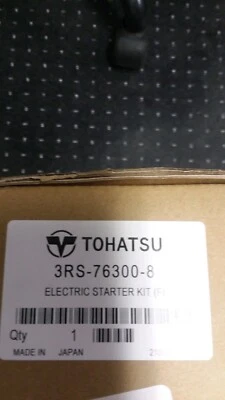 TOHATSU
3RS-76300-8
ELECTRIC STARTER KIT
Qty 1
MADE IN JAPAN